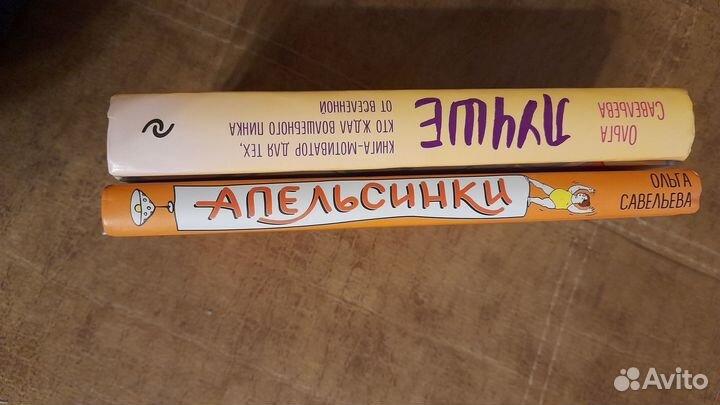 ОЛЬГА
САВЕЛЬЕВА
ЛУЧШЕ
КНИГА-МОТИВАТОР ДЛЯ ТЕХ,
КТО ЖДАЛ ВОЛШЕБНОГО ПИНКА
ОТ ВСЕЛЕННОЙ
АПЕЛЬСИНКИ
ОЛЬГА
САВЕЛЬЕВА
Avito